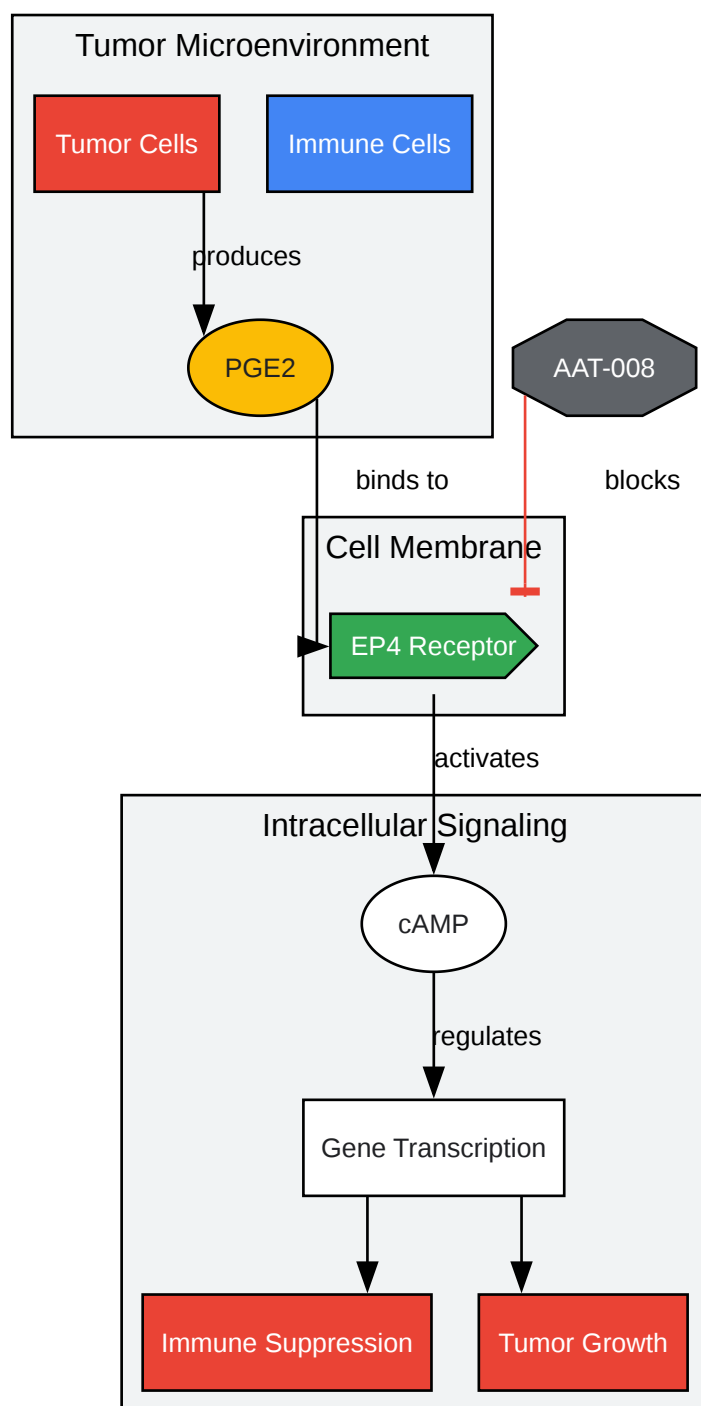 Tumor Microenvironment
Tumor Cells
Immune Cells
produces
PGE2
AAT-008
binds to
blocks
Cell Membrane
EP4 Receptor
activates
Intracellular Signaling
cAMP
regulates
Gene Transcription
Immune Suppression
Tumor Growth